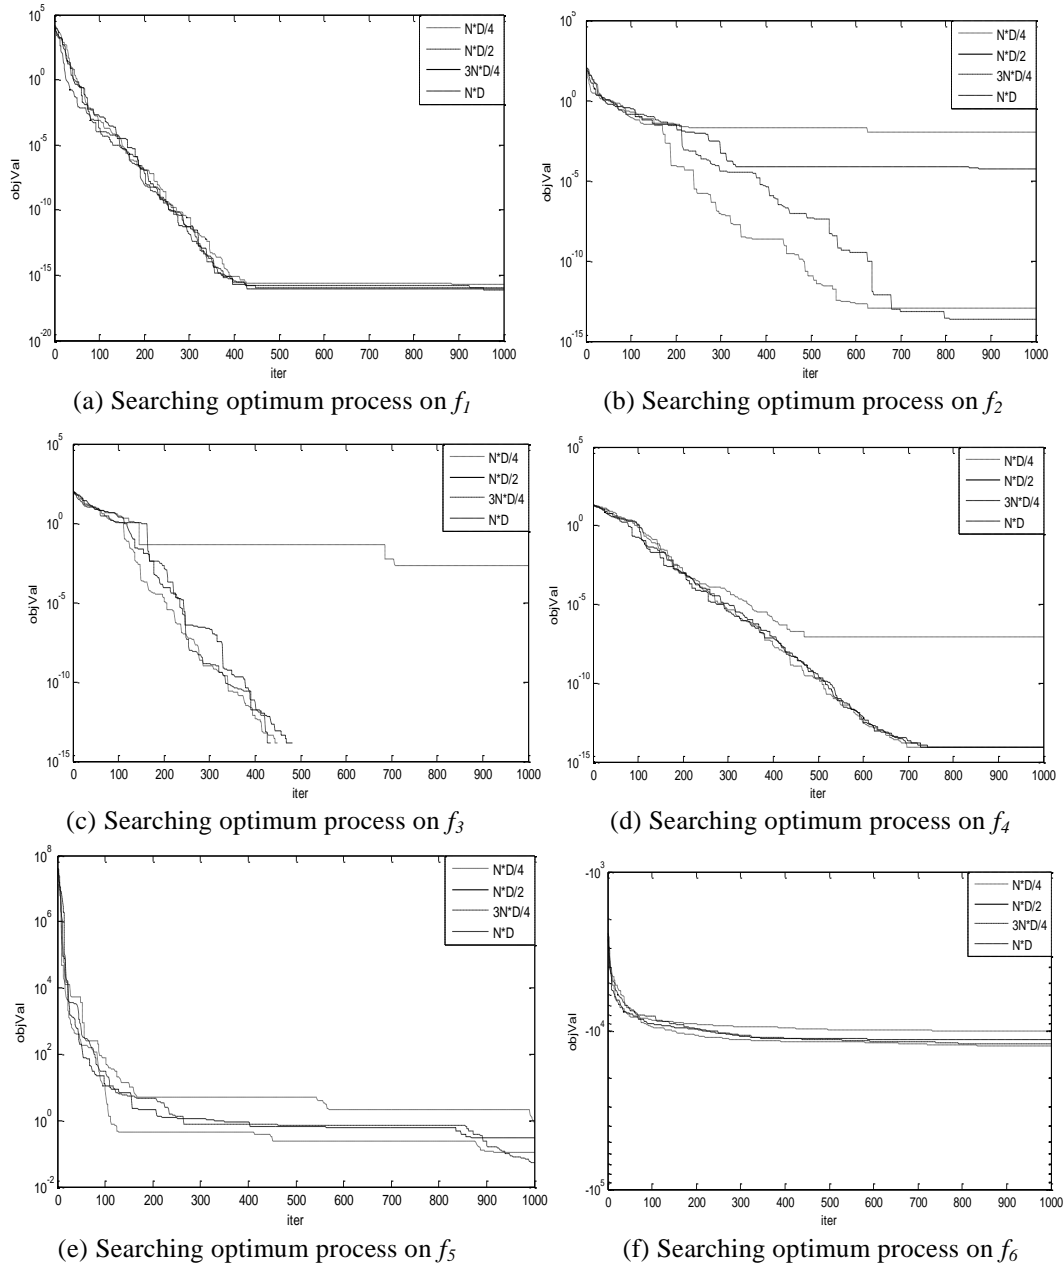 10^5
10^0
10^-5
10^-10
10^-15
10^-20
objVal
0 100 200 300 400 500 600 700 800 900 1000
iter
N*D/4
N*D/2
3N*D/4
N*D
(a) Searching optimum process on f1
10^5
10^0
10^-5
10^-10
10^-15
objVal
0 100 200 300 400 500 600 700 800 900 1000
iter
N*D/4
N*D/2
3N*D/4
N*D
(b) Searching optimum process on f2
10^5
10^0
10^-5
10^-10
10^-15
objVal
0 100 200 300 400 500 600 700 800 900 1000
iter
N*D/4
N*D/2
3N*D/4
N*D
(c) Searching optimum process on f3
10^5
10^0
10^-5
10^-10
10^-15
objVal
0 100 200 300 400 500 600 700 800 900 1000
iter
N*D/4
N*D/2
3N*D/4
N*D
(d) Searching optimum process on f4
10^8
10^6
10^4
10^2
10^0
10^-2
objVal
0 100 200 300 400 500 600 700 800 900 1000
iter
N*D/4
N*D/2
3N*D/4
N*D
(e) Searching optimum process on f5
-10^3
-10^4
-10^5
objVal
0 100 200 300 400 500 600 700 800 900 1000
iter
N*D/4
N*D/2
3N*D/4
N*D
(f) Searching optimum process on f6